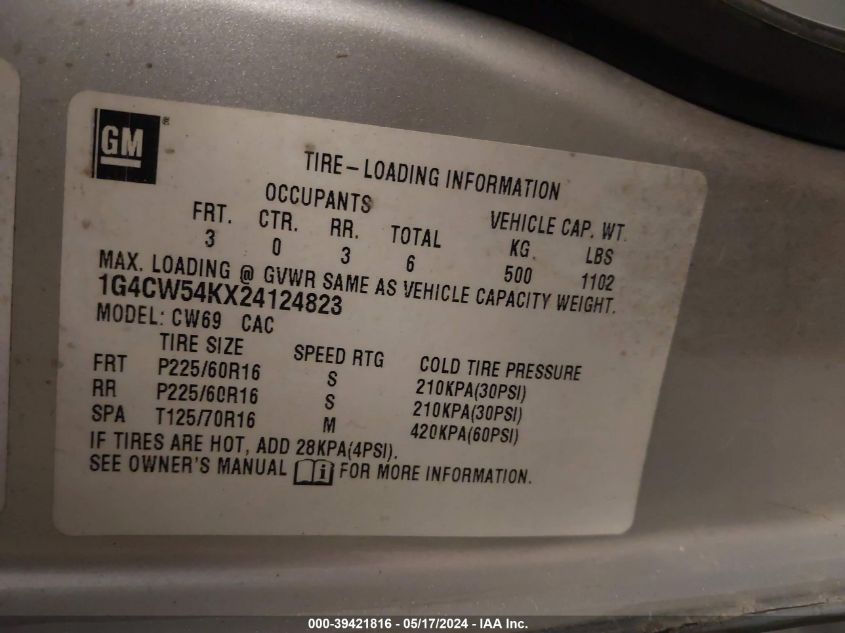 GM®
TIRE-LOADING INFORMATION
OCCUPANTS VEHICLE CAP. WT.
FRT. CTR. RR. TOTAL KG. LBS
3 0 3 6 500 1102
MAX. LOADING @ GVWR SAME AS VEHICLE CAPACITY WEIGHT.
1G4CW54KX24124823
MODEL: CW69 CAC
TIRE SIZE SPEED RTG COLD TIRE PRESSURE
FRT P225/60R16 S 210KPA(30PSI)
RR P225/60R16 S 210KPA(30PSI)
SPA T125/70R16 M 420KPA(60PSI)
IF TIRES ARE HOT, ADD 28KPA(4PSI).
SEE OWNER'S MANUAL i FOR MORE INFORMATION.
000-39421816 - 05/17/2024 - IAA Inc.